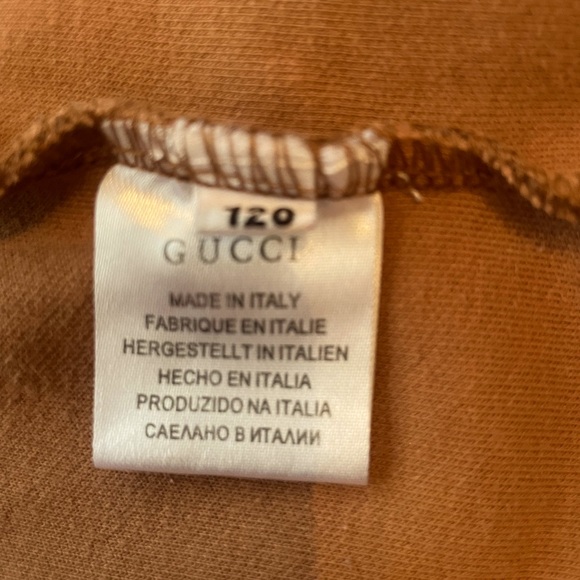 120
GUCCI
MADE IN ITALY
FABRIQUE EN ITALIE
HERGESTELLT IN ITALIEN
HECHO EN ITALIA
PRODUZIDO NA ITALIA
САЕЛАНО В ИТАЛИИ